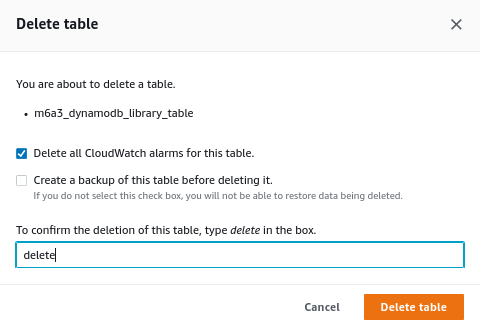 Delete table
You are about to delete a table.
• m6a3_dynamodb_library_table
Delete all CloudWatch alarms for this table.
Create a backup of this table before deleting it.
If you do not select this check box, you will not be able to restore data being deleted.
To confirm the deletion of this table, type delete in the box.
delete
Cancel Delete table